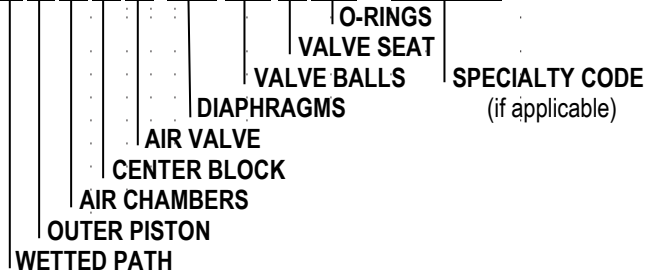 O-RINGS
VALVE SEAT
VALVE BALLS SPECIALTY CODE
DIAPHRAGMS (if applicable)
AIR VALVE
CENTER BLOCK
AIR CHAMBERS
OUTER PISTON
WETTED PATH